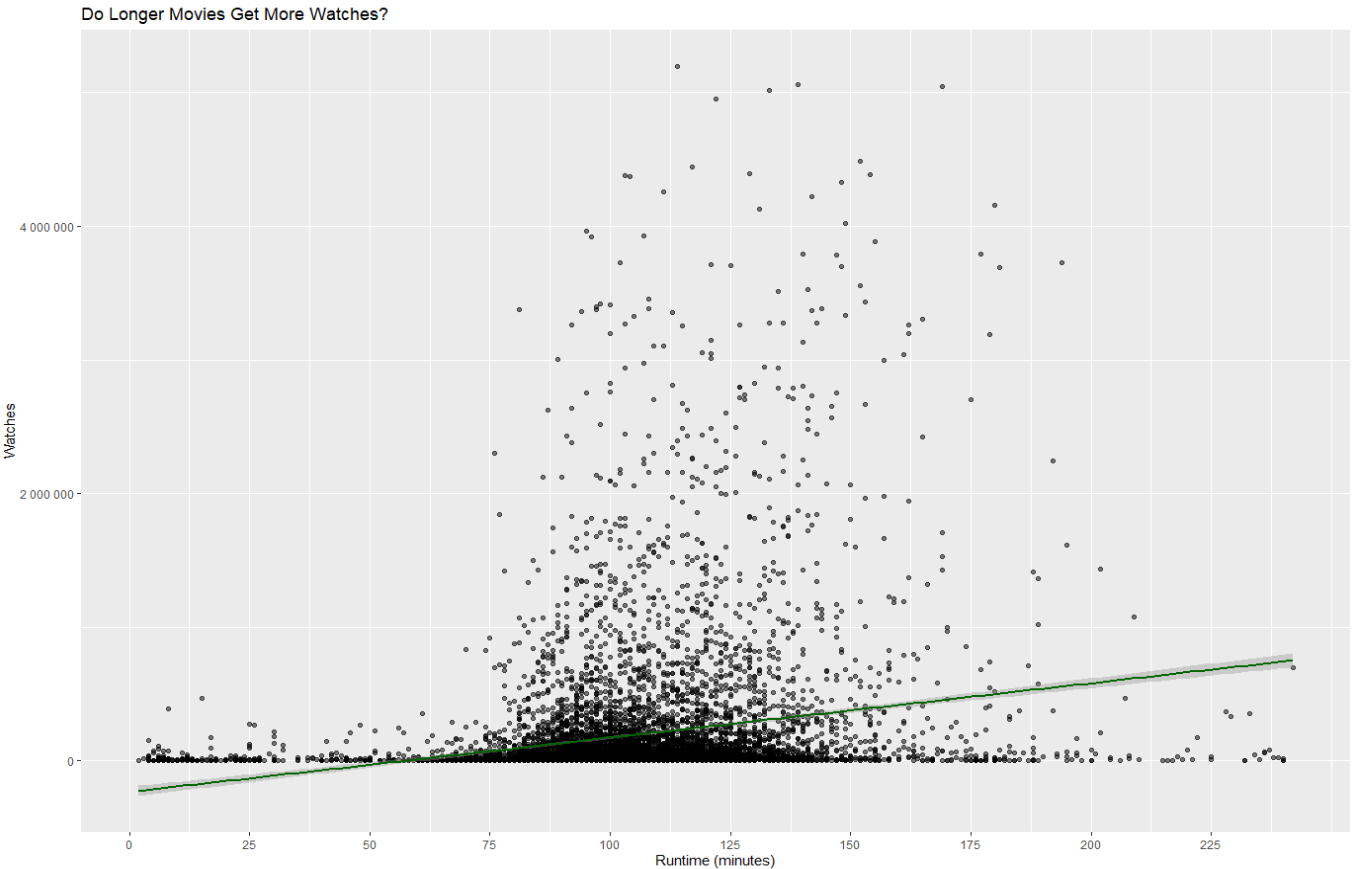 Do Longer Movies Get More Watches?
Watches
4 000 000
2 000 000
0
0 25 50 75 100 125 150 175 200 225
Runtime (minutes)